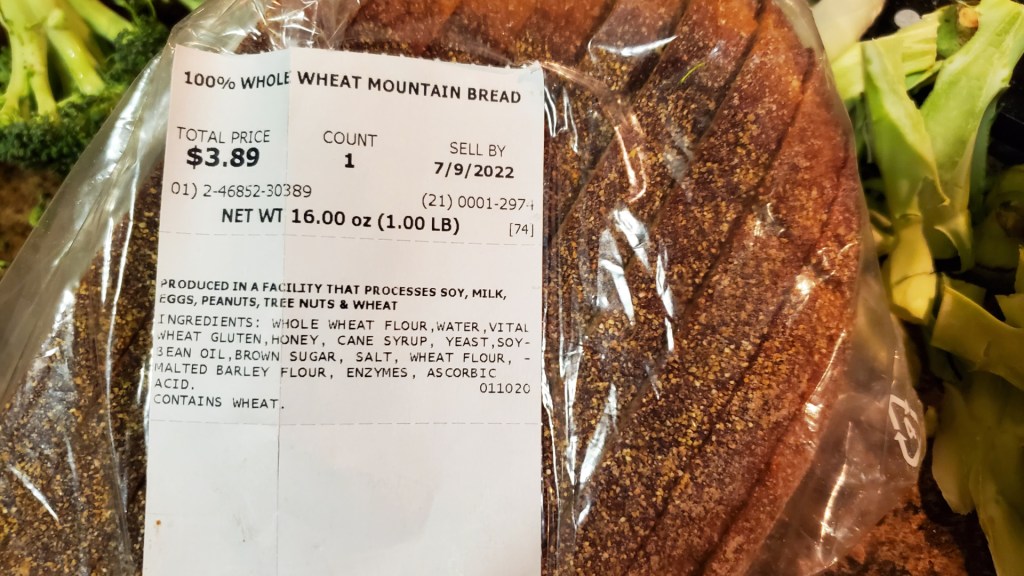 100% WHOLE WHEAT MOUNTAIN BREAD
TOTAL PRICE COUNT SELL BY
$3.89 1 7/9/2022
01) 2-46852-30389 (21) 0001-297
NET WT 16.00 oz (1.00 LB) [74]
PRODUCED IN A FACILITY THAT PROCESSES SOY, MILK,
EGGS, PEANUTS, TREE NUTS & WHEAT
INGREDIENTS: WHOLE WHEAT FLOUR,WATER,VITAL
WHEAT GLUTEN,HONEY, CANE SYRUP, YEAST,SOY-
BEAN OIL,BROWN SUGAR, SALT, WHEAT FLOUR, -
MALTED BARLEY FLOUR, ENZYMES, ASCORBIC
ACID. 011020
CONTAINS WHEAT.